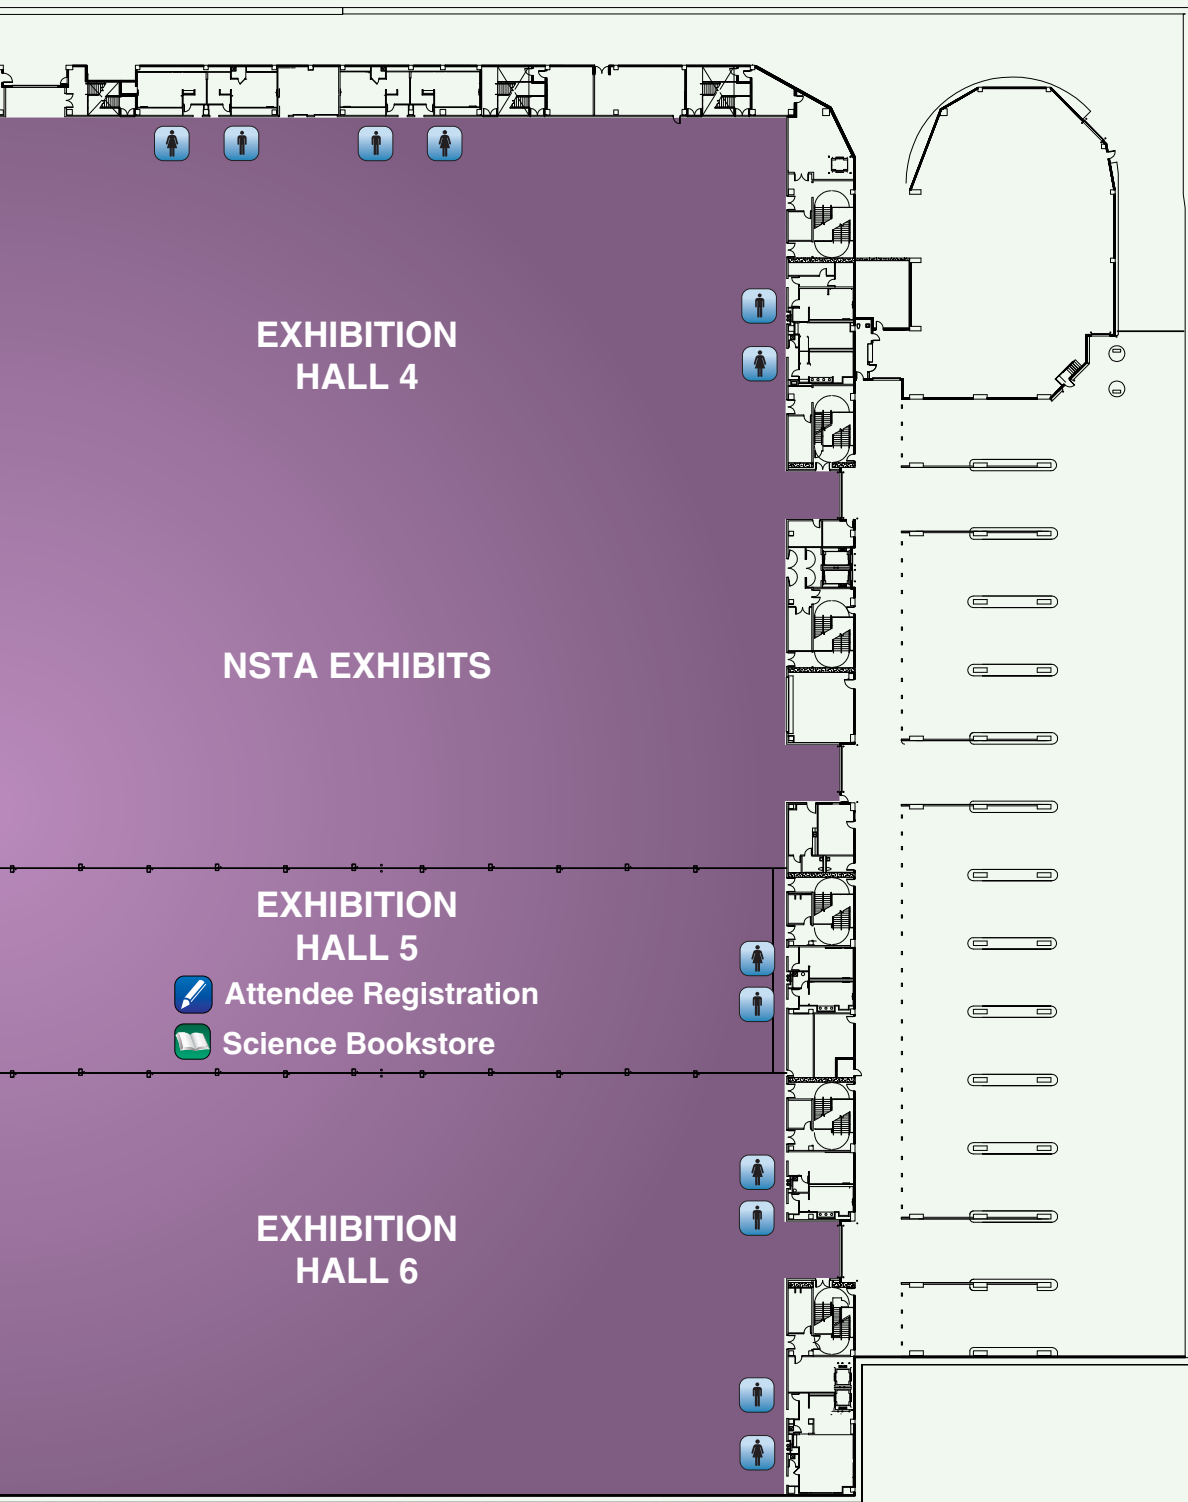 EXHIBITION
HALL 4
NSTA EXHIBITS
EXHIBITION
HALL 5
Attendee Registration
Science Bookstore
EXHIBITION
HALL 6